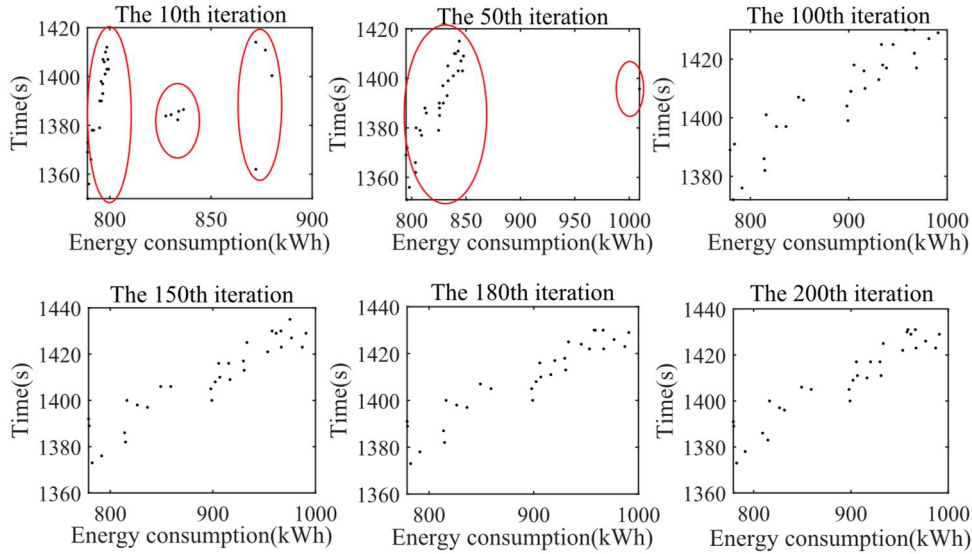 The 10th iteration
Time(s)
1420
1400
1380
1360
800 850 900
Energy consumption(kWh)
The 50th iteration
Time(s)
1420
1400
1380
1360
800 850 900 950 1000
Energy consumption(kWh)
The 100th iteration
Time(s)
1420
1400
1380
800 900 1000
Energy consumption(kWh)
The 150th iteration
Time(s)
1440
1420
1400
1380
1360
800 900 1000
Energy consumption(kWh)
The 180th iteration
Time(s)
1440
1420
1400
1380
1360
800 900 1000
Energy consumption(kWh)
The 200th iteration
Time(s)
1440
1420
1400
1380
1360
800 900 1000
Energy consumption(kWh)